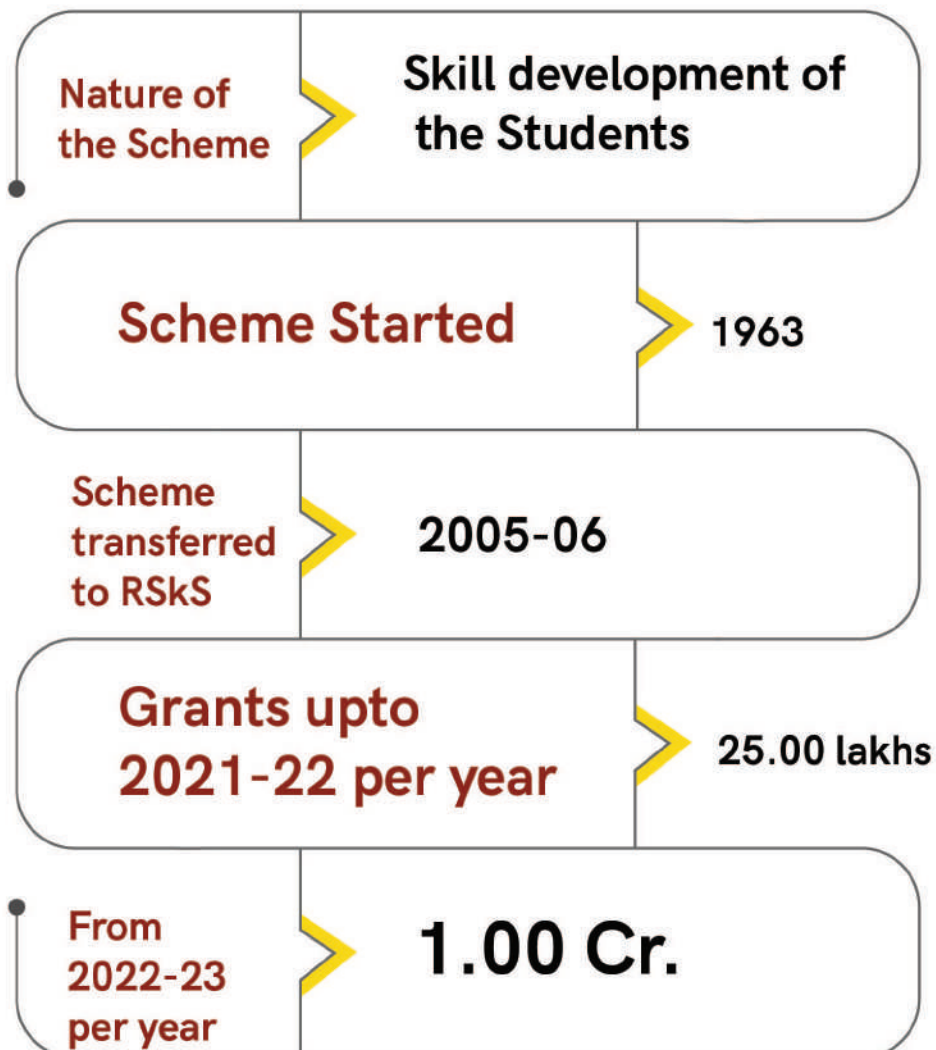 Nature of
the Scheme
Skill development of
the Students
Scheme Started
1963
Scheme
transferred
to RSkS
2005-06
Grants upto
2021-22 per year
25.00 lakhs
From
2022-23
per year
1.00 Cr.